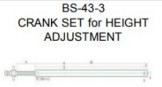 BS-43-3
CRANK SET for HEIGHT
ADJUSTMENT